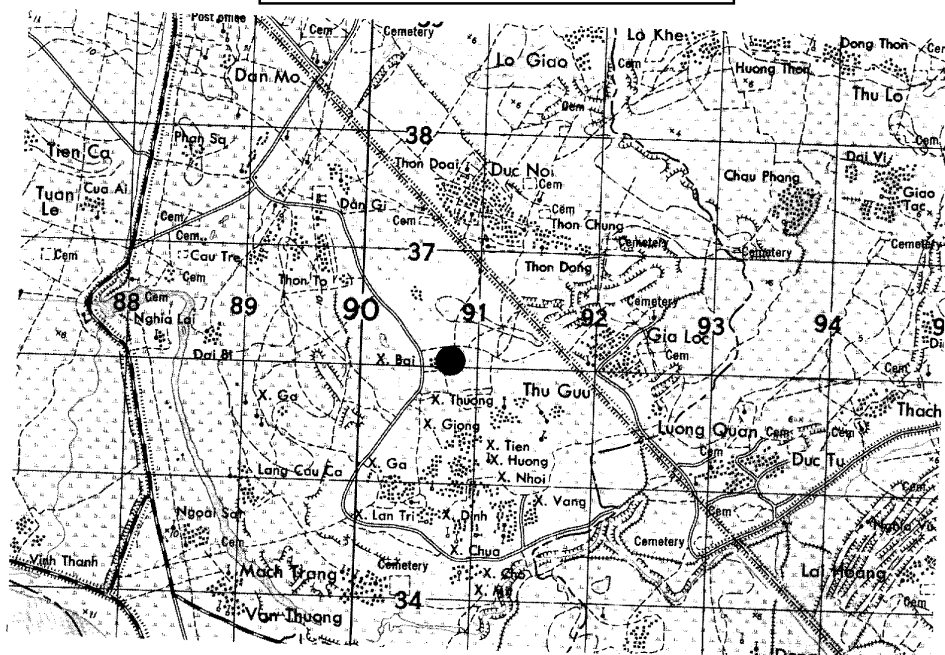 Post office
Cem
Cemetery
Lo Giao
Lo Khe
Dong Thon
Cem
Dan Mo
Cem
Huong Thon
Thu Lo
Dem
Phan Sa
38
Cem
Tien Ca
Thon Doai
Duc Noi
Dai Vi
Cem
Chau Phong
Cua Ai
Tuan Le
Dan Gi
Giao Tac
Cem
Cem
Cem
Thon Chung
Cem
37
Cemetery
Cemetery
Cemetery
Cem
Cau Tre
Cem
Thon To
Thon Dong
88
Cem
89
90
91
92
Cemetery
93
94
Nghia Lai
Gia Loc
Dai Bi
X. Bai
Cem
Cem
X. Ga
X. Thuong
Thu Guu
Thach
X. Giong
Luong Quan
Cem
Cem
X. Tien
X. Huong
Lang Cau Ca
X. Ga
Cem
Duc Tu
X. Nhoi
Cem
X. Vang
Ngoai Sat
X. Lan Tri
X. Dinh
Cem
Cem
Cemetery
X. Chua
Vinh Thanh
Mach Trang
Cemetery
X. Cho
Lai Hoang
34
Cem
Van Thuong